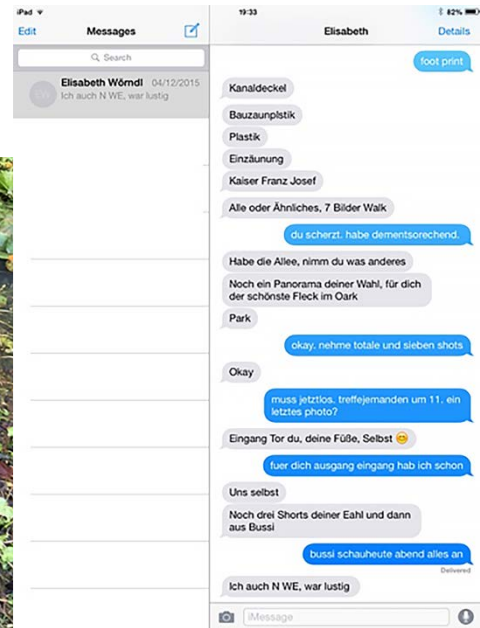 iPad
19:33
82%
Edit
Messages
Elisabeth
Details
Search
Elisabeth Wörndl 04/12/2015
Ich auch N WE, war lustig
foot print
Kanaldeckel
Bauzaunplstik
Plastik
Einzäunung
Kaiser Franz Josef
Alle oder Ähnliches, 7 Bilder Walk
du scherzt. habe dementsorechend.
Habe die Allee, nimm du was anderes
Noch ein Panorama deiner Wahl, für dich
der schönste Fleck im Oark
Park
okay. nehme totale und sieben shots
Okay
muss jetztlos. treffejemanden um 11. ein
letztes photo?
Eingang Tor du, deine Füße, Selbst 😊
fuer dich ausgang eingang hab ich schon
Uns selbst
Noch drei Shorts deiner Eahl und dann
aus Bussi
bussi schauheute abend alles an
Delivered
Ich auch N WE, war lustig
iMessage